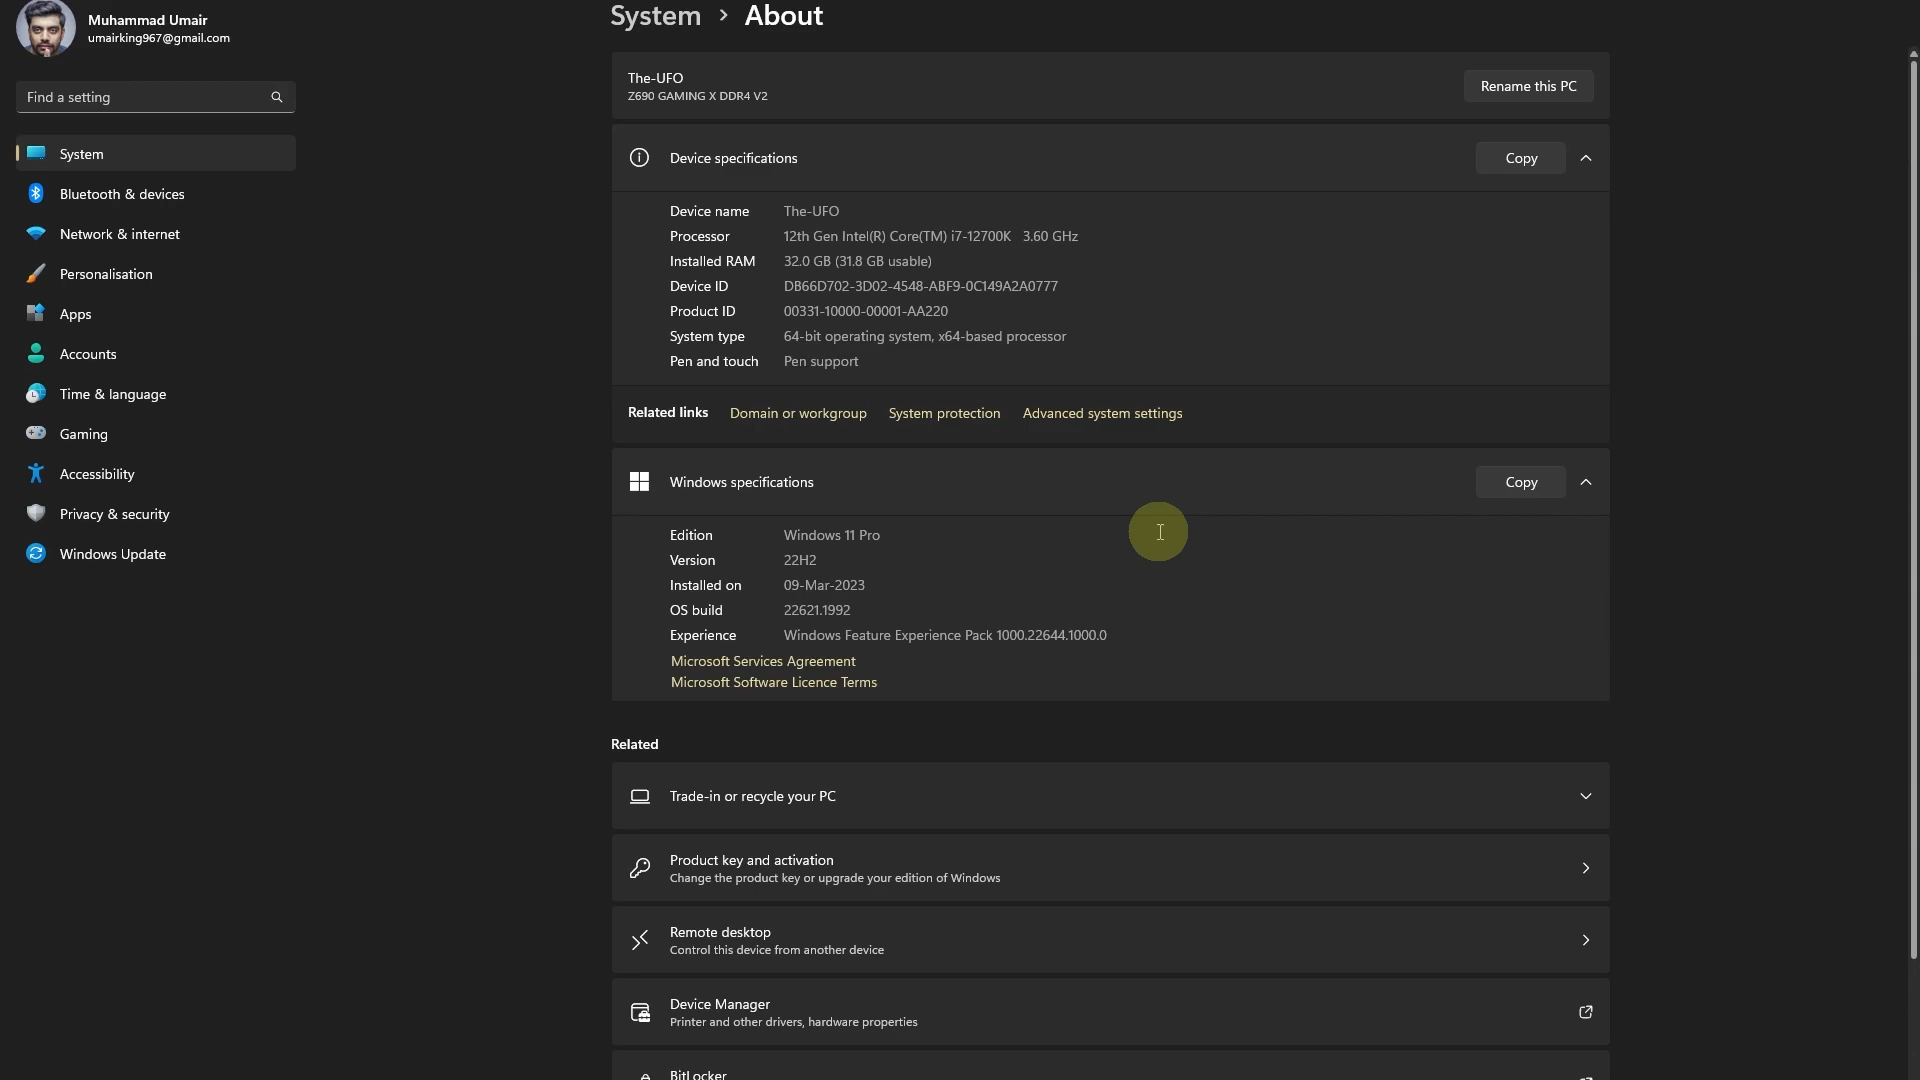 Muhammad Umair
umairking967@gmail.com
Find a setting
System
Bluetooth & devices
Network & internet
Personalisation
Apps
Accounts
Time & language
Gaming
Accessibility
Privacy & security
Windows Update
System > About
The-UFO
Z690 GAMING X DDR4 V2
Rename this PC
Device specifications
Copy
Device name The-UFO
Processor 12th Gen Intel(R) Core(TM) i7-12700K 3.60 GHz
Installed RAM 32.0 GB (31.8 GB usable)
Device ID DB66D702-3D02-4548-ABF9-0C149A2A0777
Product ID 00331-10000-00001-AA220
System type 64-bit operating system, x64-based processor
Pen and touch Pen support
Related links Domain or workgroup System protection Advanced system settings
Windows specifications
Copy
Edition Windows 11 Pro
Version 22H2
Installed on 09-Mar-2023
OS build 22621.1992
Experience Windows Feature Experience Pack 1000.22644.1000.0
Microsoft Services Agreement
Microsoft Software Licence Terms
Related
Trade-in or recycle your PC
Product key and activation
Change the product key or upgrade your edition of Windows
Remote desktop
Control this device from another device
Device Manager
Printer and other drivers, hardware properties
BitLocker